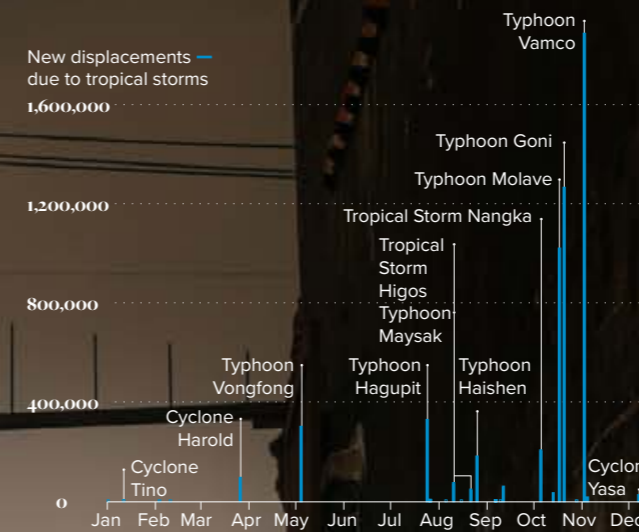 Typhoon
Vamco
New displacements
due to tropical storms
1,600,000
Typhoon Goni
Typhoon Molave
1,200,000
Tropical Storm Nangka
Tropical
Storm
Higos
800,000
Typhoon
Maysak
Typhoon
Vongfong
Typhoon
Hagupit
Typhoon
Haishen
400,000
Cyclone
Harold
Cyclone
Tino
Yasa
0
Jan Feb Mar Apr May Jun Jul Aug Sep Oct Nov